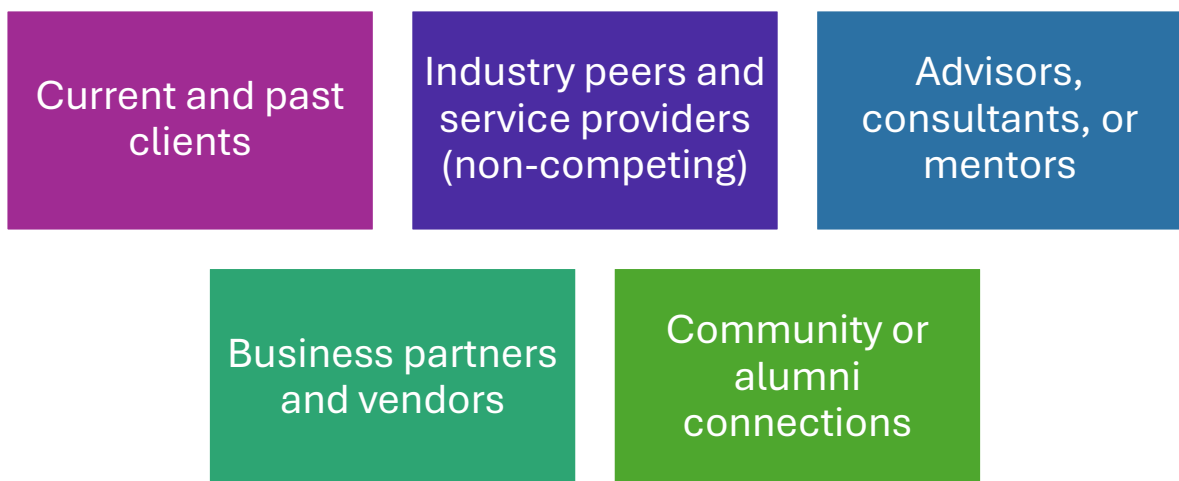 Current and past
clients
Industry peers and
service providers
(non-competing)
Advisors,
consultants, or
mentors
Business partners
and vendors
Community or
alumni
connections